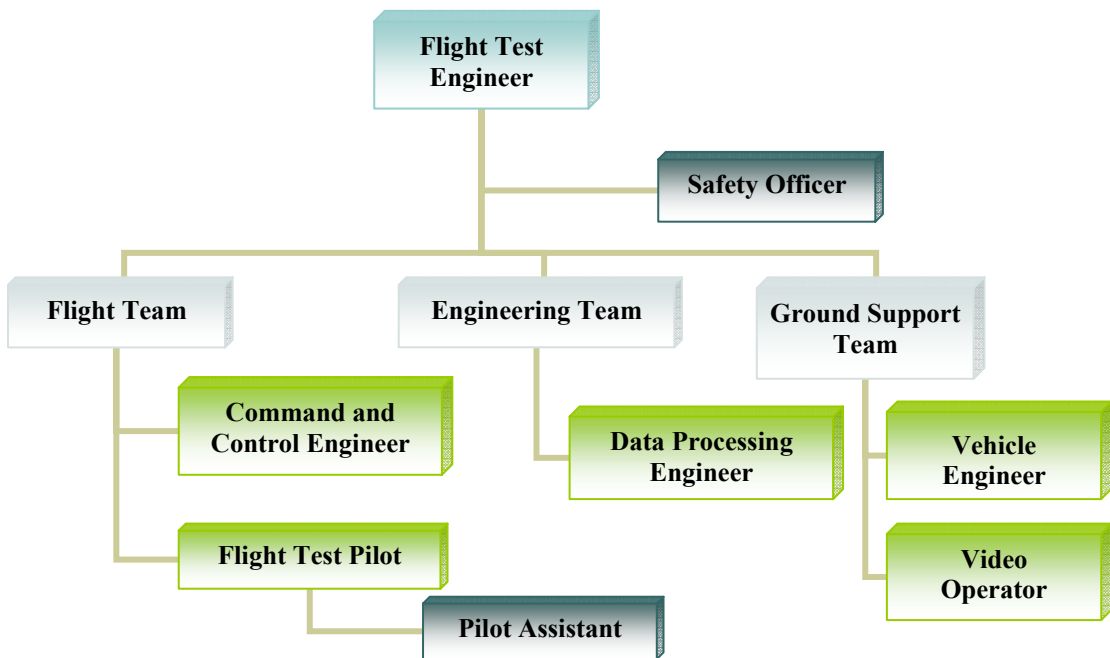 Flight Test
Engineer
Safety Officer
Flight Team
Engineering Team
Ground Support
Team
Command and
Control Engineer
Data Processing
Engineer
Vehicle
Engineer
Flight Test Pilot
Video
Operator
Pilot Assistant